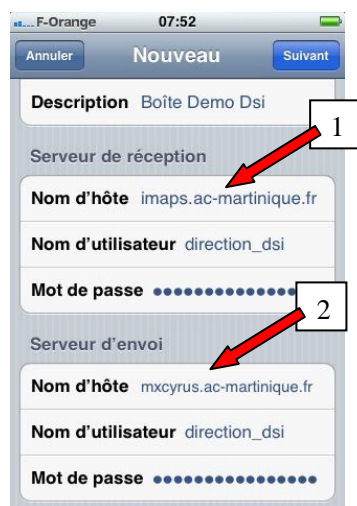 F-Orange 07:52
Annuler Nouveau Suivant
Description Boîte Demo Dsi
1
Serveur de réception
Nom d'hôte imaps.ac-martinique.fr
Nom d'utilisateur direction_dsi
Mot de passe ●●●●●●●●●●●●●●
2
Serveur d'envoi
Nom d'hôte mxcyrus.ac-martinique.fr
Nom d'utilisateur direction_dsi
Mot de passe ●●●●●●●●●●●●●●●●